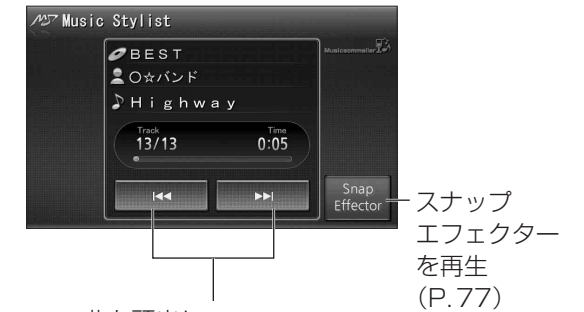 Music Stylist
BEST
Musicsommelier
○☆バンド
Highway
Track
Time
13/13
0:05
Snap
Effector
スナップ
エフェクター
を再生
(P.77)